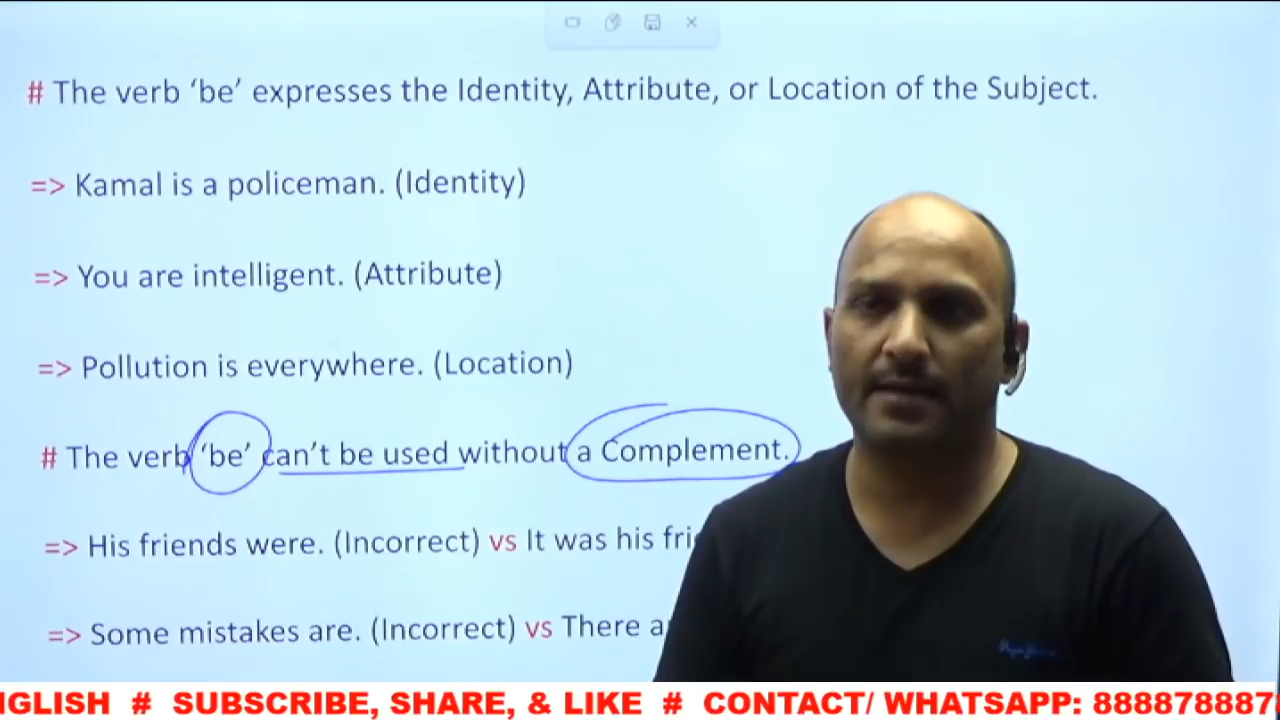 # The verb ‘be’ expresses the Identity, Attribute, or Location of the Subject.
=> Kamal is a policeman. (Identity)
=> You are intelligent. (Attribute)
=> Pollution is everywhere. (Location)
# The verb ‘be’ can’t be used without a Complement.
=> His friends were. (Incorrect) vs It was his
=> Some mistakes are. (Incorrect) vs There
NGLISH # SUBSCRIBE, SHARE, & LIKE # CONTACT/ WHATSAPP: 888878887